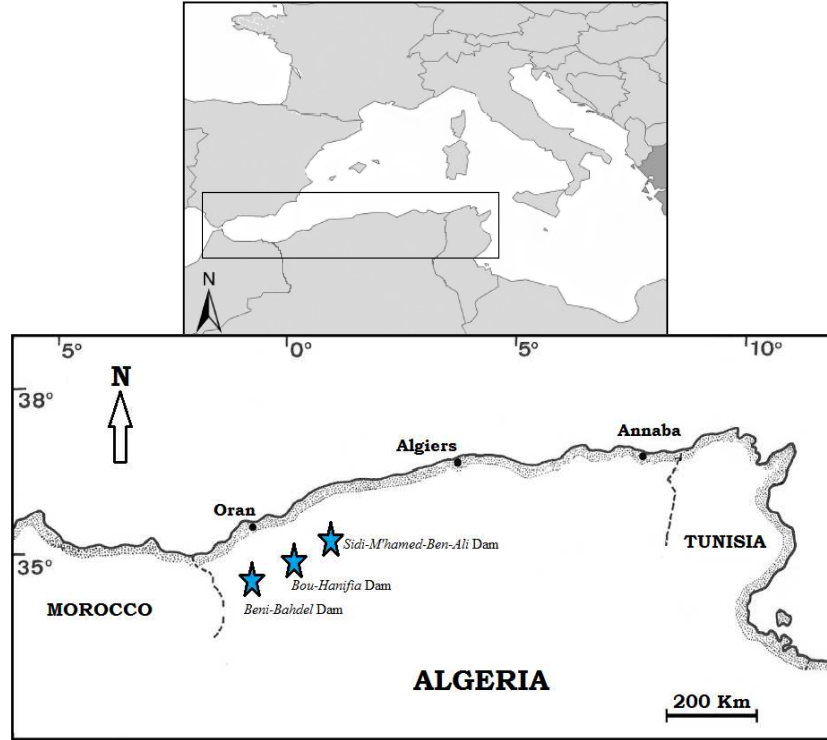 N
5°
0°
5°
10°
38°
N
Algiers
Annaba
Oran
Sidi-M'hamed-Ben-Ali Dam
35°
TUNISIA
Bou-Hanifia Dam
MOROCCO
Beni-Bahdel Dam
ALGERIA
200 Km